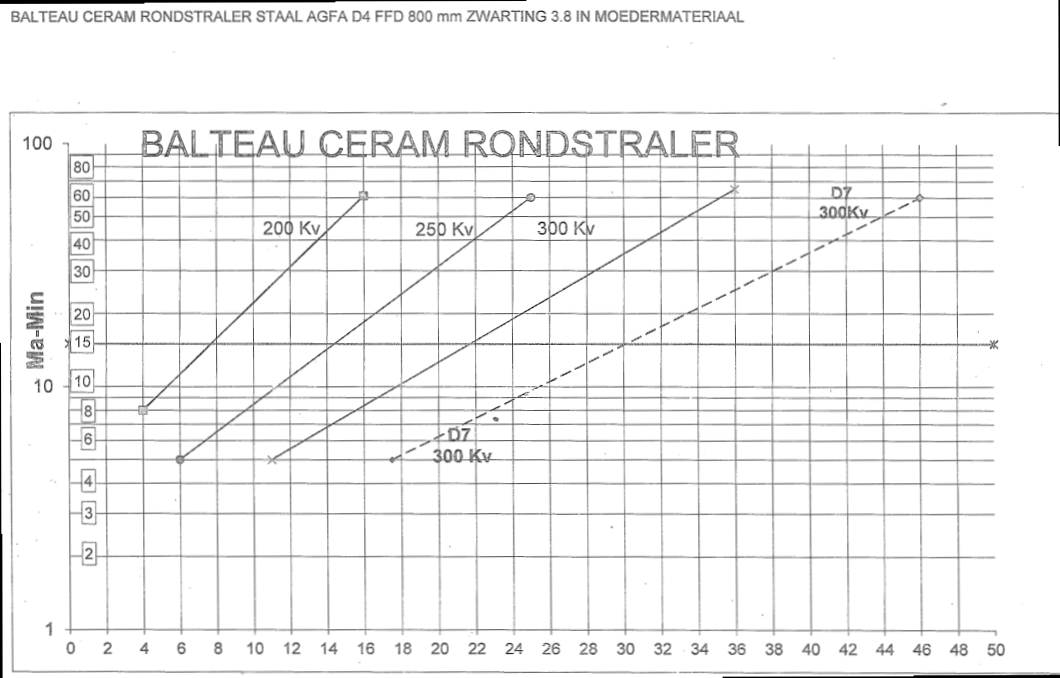 BALTEAU CERAM RONDSTRALER STAAL AGFA D4 FFD 800 mm ZWARTING 3.8 IN MOEDERMATERIAAL
BALTEAU CERAM RONDSTRALER
100
80
60
50
40
30
20
15
10
10
8
6
4
3
2
1
Ma-Min
200 Kv
250 Kv
300 Kv
D7
300Kv
D7
300 Kv
0 2 4 6 8 10 12 14 16 18 20 22 24 26 28 30 32 34 36 38 40 42 44 46 48 50